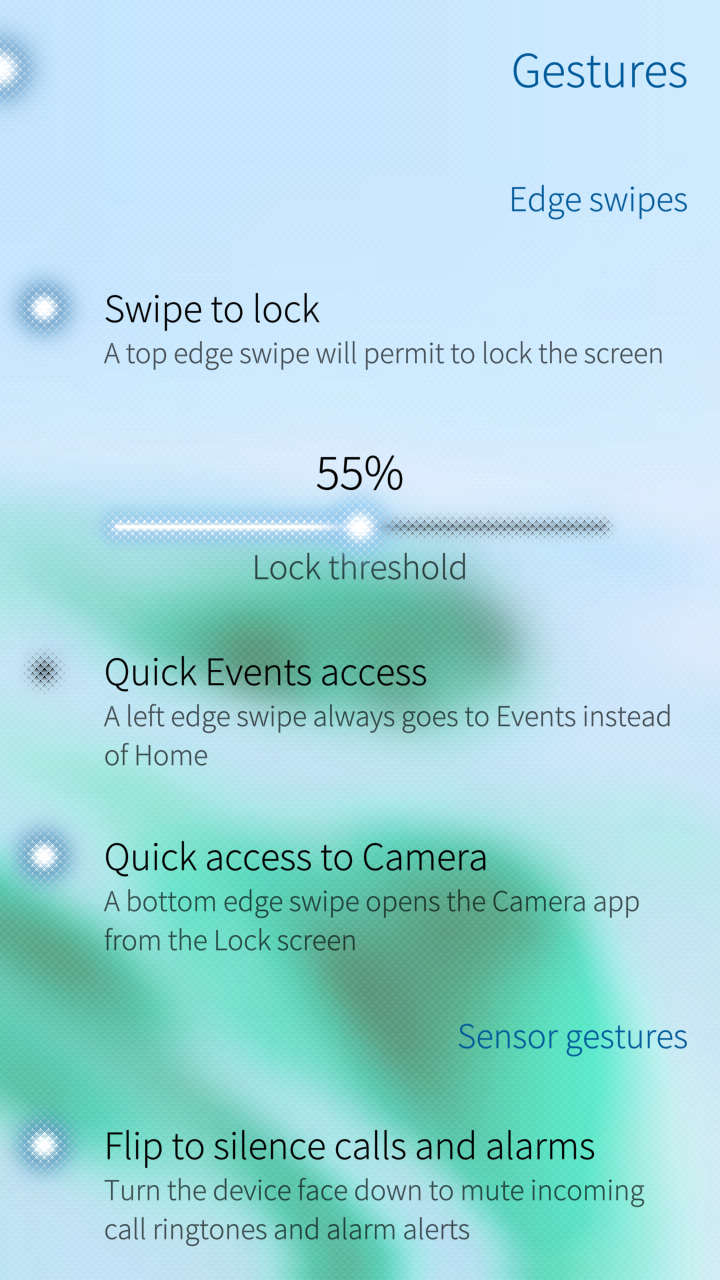 Gestures
Edge swipes
Swipe to lock
A top edge swipe will permit to lock the screen
55%
Lock threshold
Quick Events access
A left edge swipe always goes to Events instead
of Home
Quick access to Camera
A bottom edge swipe opens the Camera app
from the Lock screen
Sensor gestures
Flip to silence calls and alarms
Turn the device face down to mute incoming
call ringtones and alarm alerts